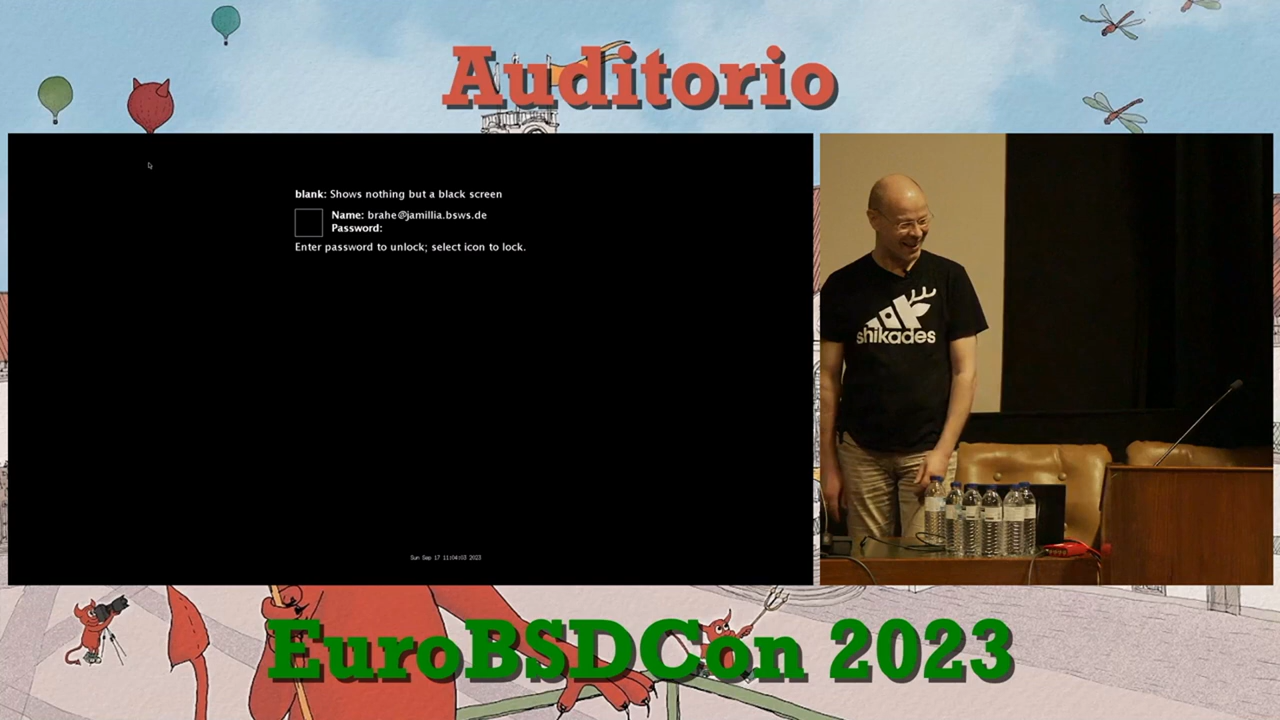 Auditorio
blank: Shows nothing but a black screen
Name: brahe@jamillia.bsws.de
Password:
Enter password to unlock; select icon to lock.
Sun Sep 17 11:04:03 2023
shikades
EuroBSDCon 2023